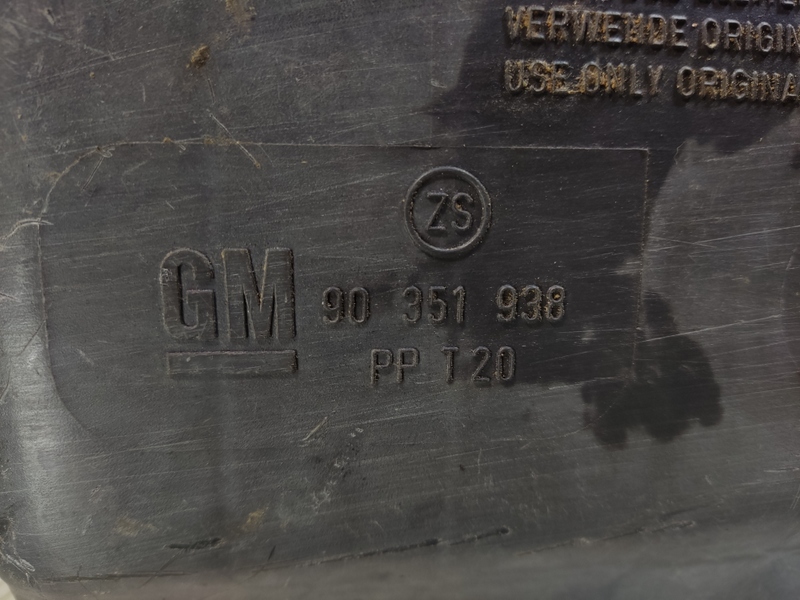 VERWENDE ORIGIN
USE ONLY ORIGINA
ZS
GM
90 351 938
PP T20